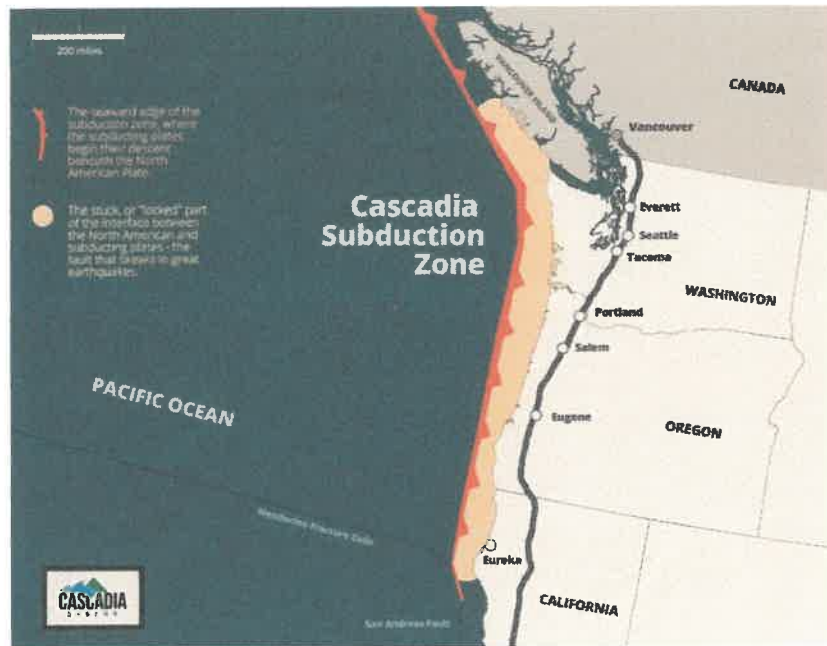 200 miles
The seaward edge of the
subduction zone, where
the subducting plates
begin their descent
beneath the North
American Plate.
The stuck, or "locked" part
of the interface between
the North American and
subducting plates - the
fault that breaks in great
earthquakes.
Cascadia
Subduction
Zone
PACIFIC OCEAN
Mendocino Fracture Zone
San Andreas Fault
VANCOUVER ISLAND
CANADA
Vancouver
Everett
Seattle
Tacoma
WASHINGTON
Portland
Salem
Eugene
OREGON
Eureka
CALIFORNIA
CASCADIA